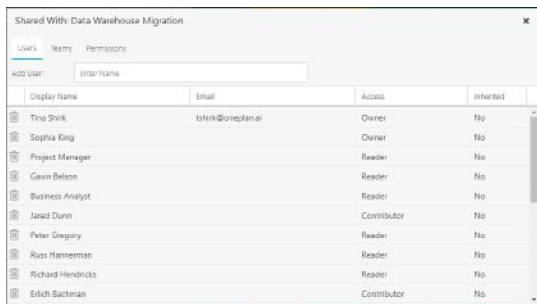 Shared With: Data Warehouse Migration
Users Teams Permissions
Add User: Enter Name
Display Name Email Access Inherited
Tina Shirk tshirk@oneplan.ai Owner No
Sophia King Owner No
Project Manager Reader No
Gavin Belson Reader No
Business Analyst Reader No
Jared Dunn Contributor No
Peter Gregory Reader No
Russ Hannerman Reader No
Richard Hendricks Reader No
Erlich Bachman Contributor No